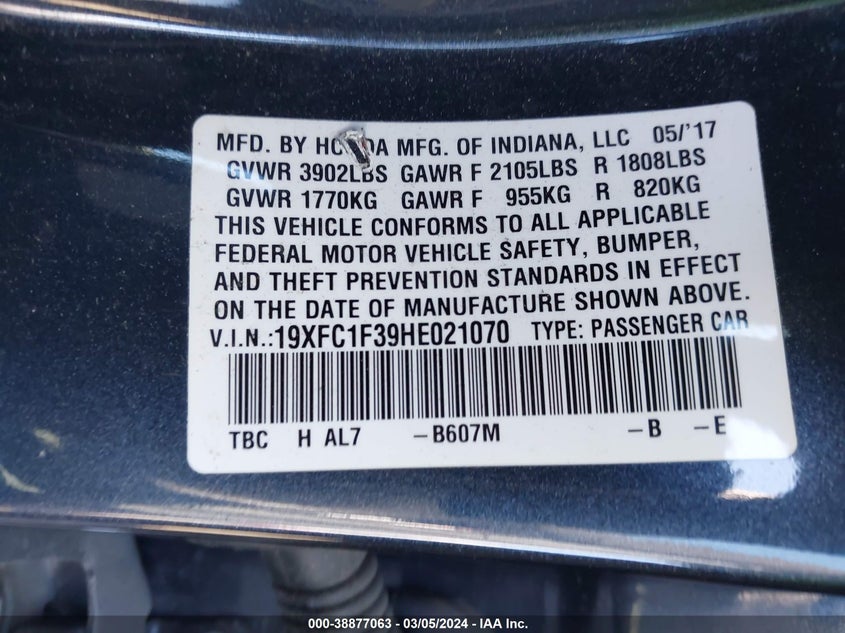 MFD. BY HONDA MFG. OF INDIANA, LLC 05/'17
GVWR 3902LBS GAWR F 2105LBS R 1808LBS
GVWR 1770KG GAWR F 955KG R 820KG
THIS VEHICLE CONFORMS TO ALL APPLICABLE
FEDERAL MOTOR VEHICLE SAFETY, BUMPER,
AND THEFT PREVENTION STANDARDS IN EFFECT
ON THE DATE OF MANUFACTURE SHOWN ABOVE.
V.I.N.:19XFC1F39HE021070 TYPE: PASSENGER CAR
TBC H AL7 -B607M -B -E
000-38877063 / 03/05/2024 - IAA Inc.